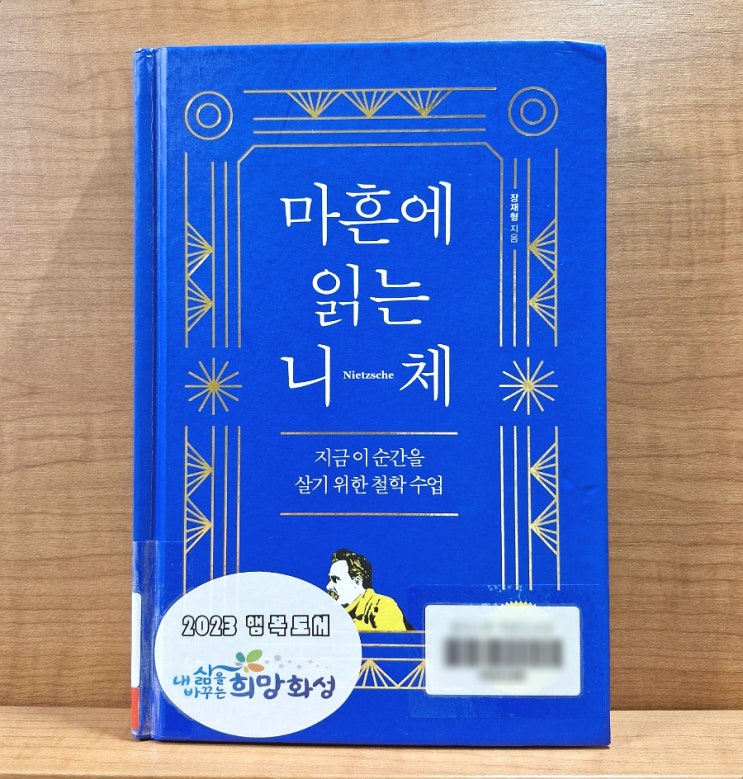 마흔에
읽는
니체
Nietzsche
장재형 지음
지금 이 순간을
살기 위한 철학 수업
2023 행복도서
내 삶을
바꾸는 희망화성